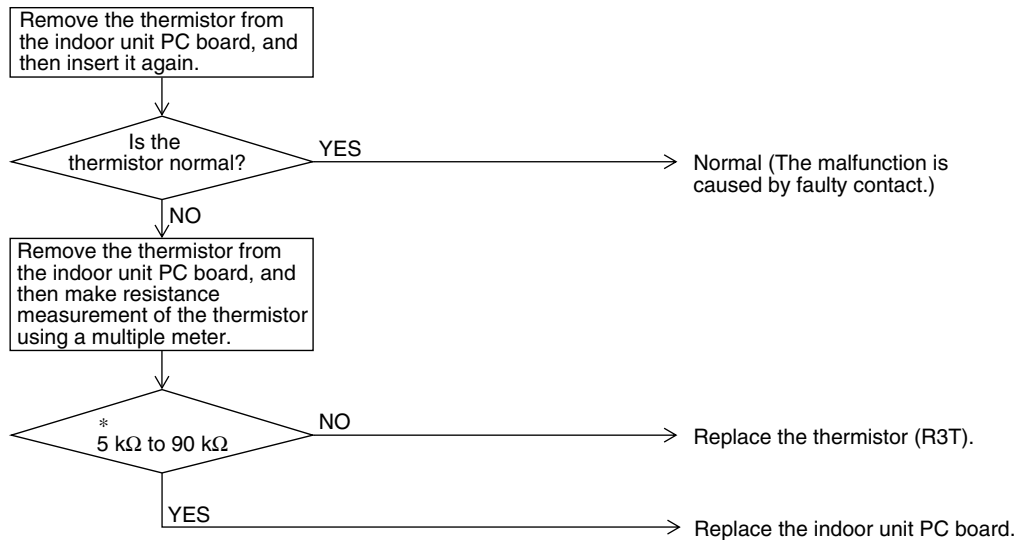 Remove the thermistor from
the indoor unit PC board, and
then insert it again.
Is the
thermistor normal?
YES
Normal (The malfunction is
caused by faulty contact.)
NO
Remove the thermistor from
the indoor unit PC board, and
then make resistance
measurement of the thermistor
using a multiple meter.
*
5 kΩ to 90 kΩ
NO
Replace the thermistor (R3T).
YES
Replace the indoor unit PC board.